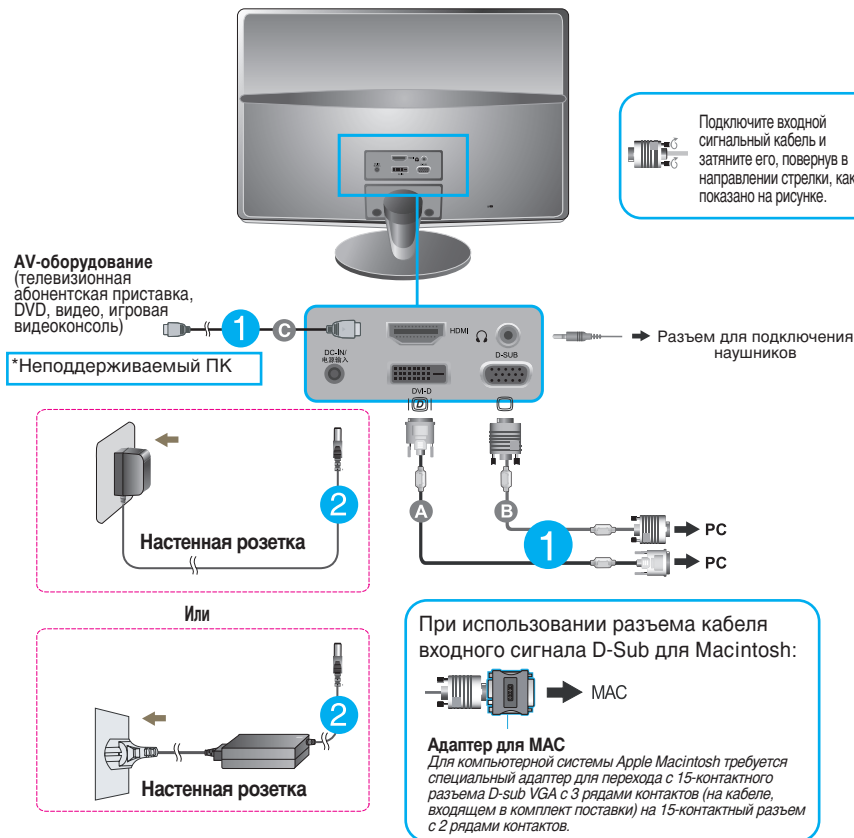 Подключите входной
сигнальный кабель и
затяните его, повернув в
направлении стрелки, как
показано на рисунке.
AV-оборудование
(телевизионная
абонентская приставка,
DVD, видео, игровая
видеоконсоль)
1
C
*Неподдерживаемый ПК
HDMI
DC-IN/
电源输入
D-SUB
DVI-D
D
Разъем для подключения
наушников
2
Настенная розетка
A
B
1
PC
PC
Или
2
Настенная розетка
При использовании разъема кабеля
входного сигнала D-Sub для Macintosh:
MAC
Адаптер для MAC
Для компьютерной системы Apple Macintosh требуется
специальный адаптер для перехода с 15-контактного
разъема D-sub VGA с 3 рядами контактов (на кабеле,
входящем в комплект поставки) на 15-контактный разъем
с 2 рядами контактов.